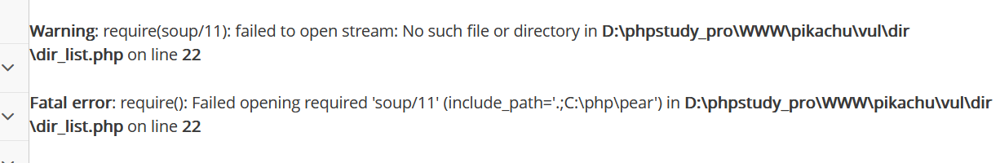 Warning: require(soup/11): failed to open stream: No such file or directory in D:\phpstudy_pro\WWW\pikachu\vul\dir
\dir_list.php on line 22
Fatal error: require(): Failed opening required 'soup/11' (include_path='.;C:\php\pear') in D:\phpstudy_pro\WWW\pikachu\vul\dir
\dir_list.php on line 22